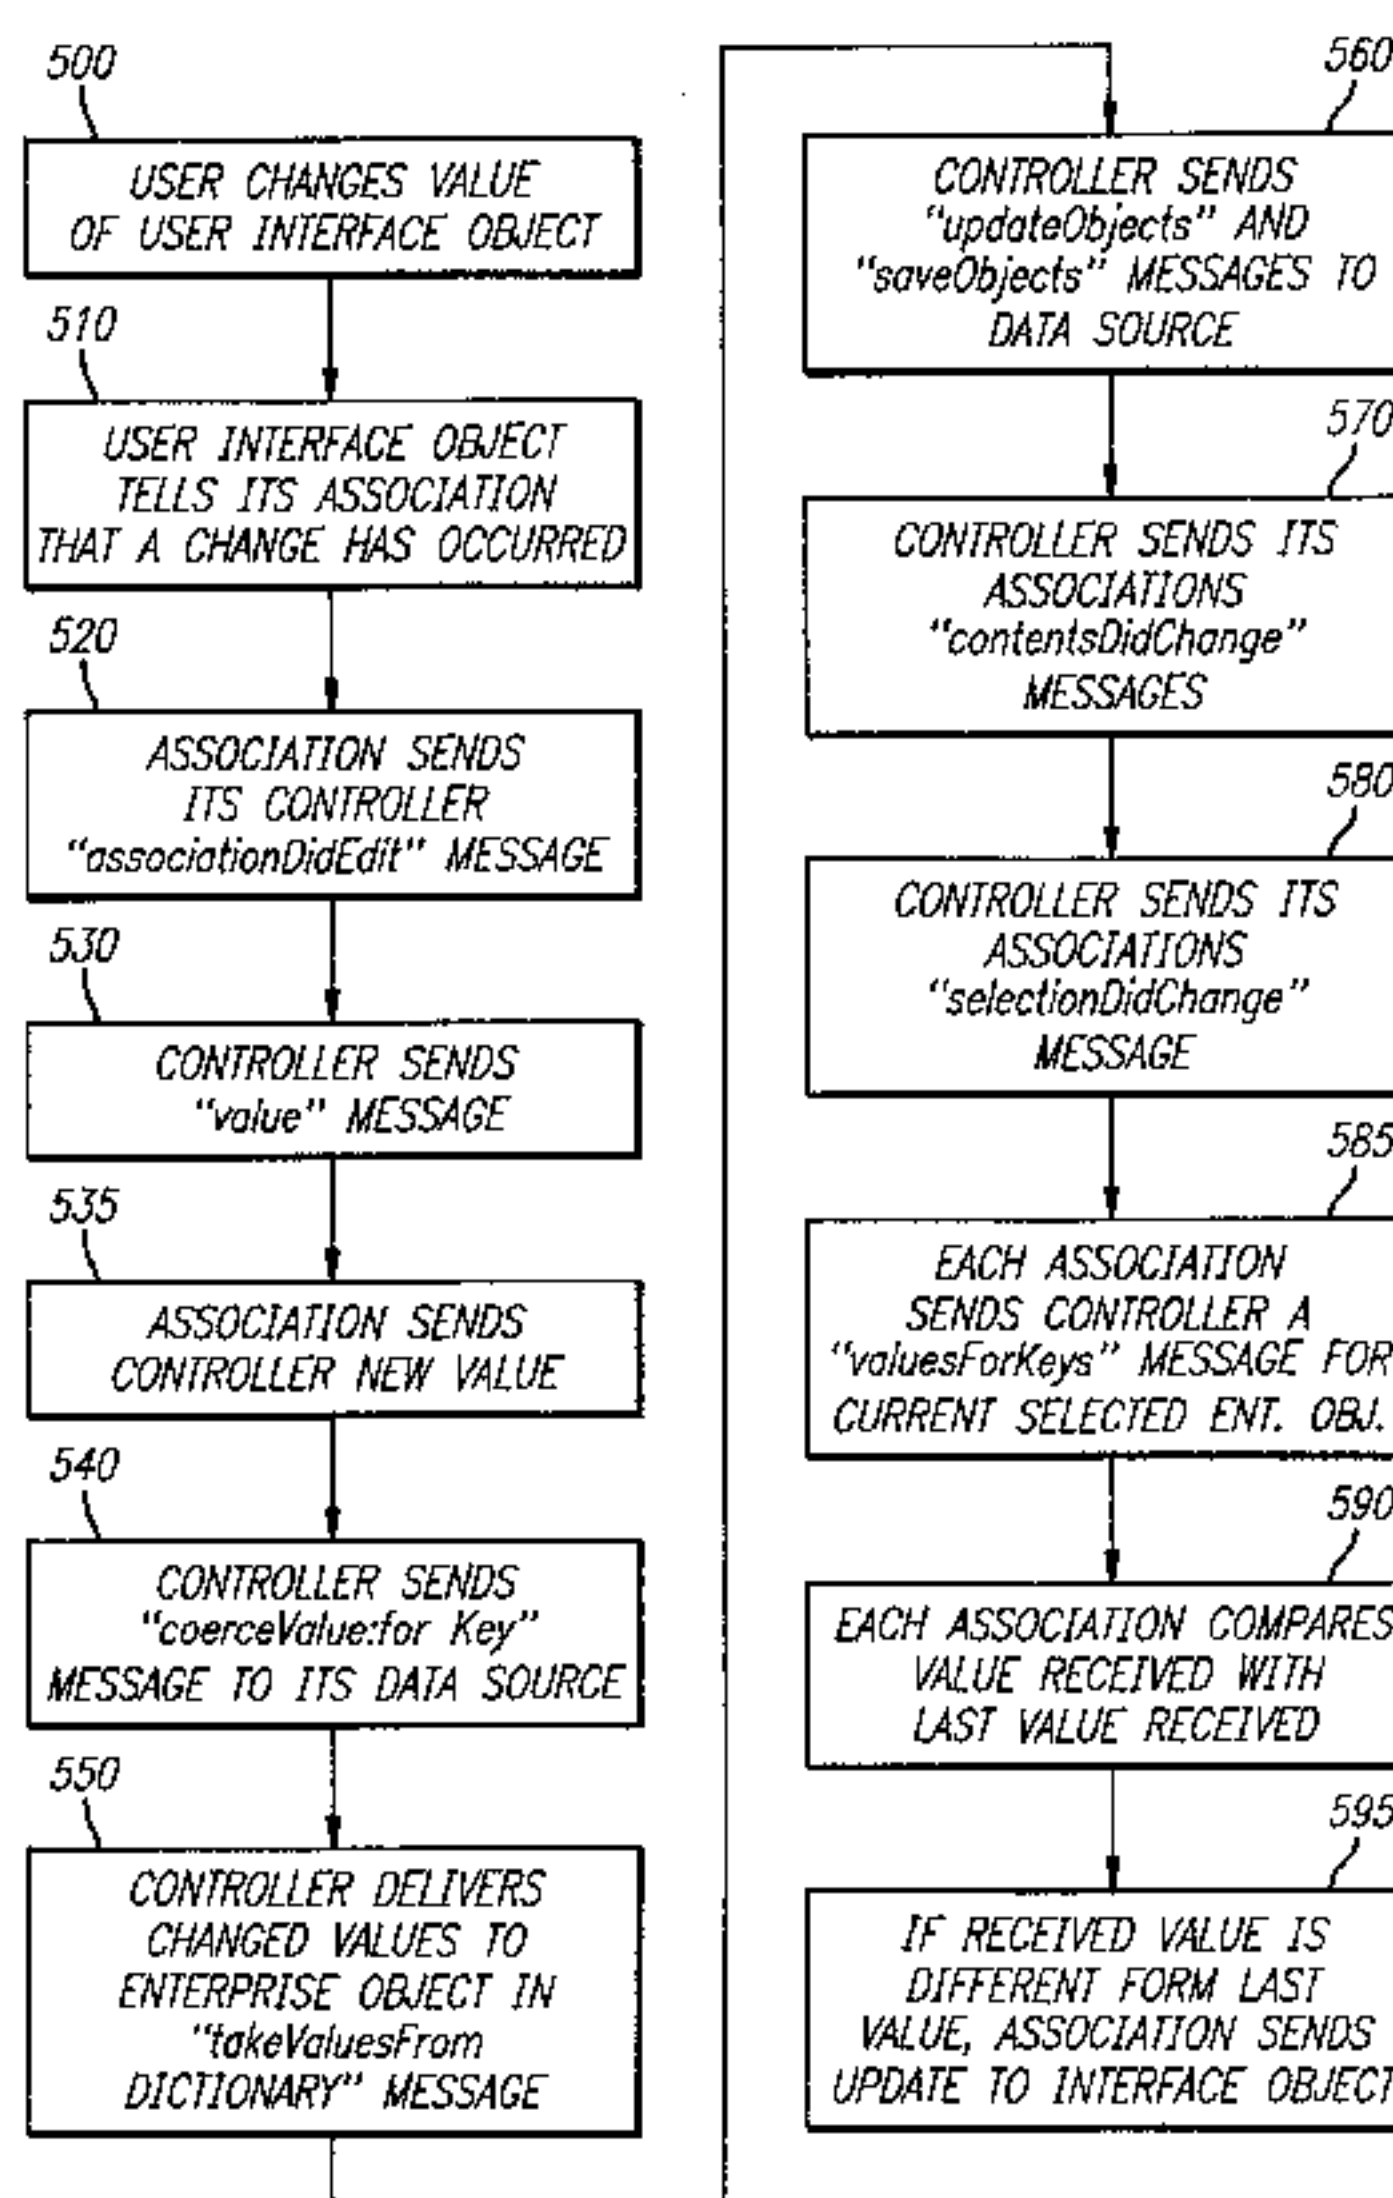 500
USER CHANGES VALUE
OF USER INTERFACE OBJECT
510
USER INTERFACE OBJECT
TELLS ITS ASSOCIATION
THAT A CHANGE HAS OCCURRED
520
ASSOCIATION SENDS
ITS CONTROLLER
"associationDidEdit" MESSAGE
530
CONTROLLER SENDS
"value" MESSAGE
535
ASSOCIATION SENDS
CONTROLLER NEW VALUE
540
CONTROLLER SENDS
"coerceValue:for Key"
MESSAGE TO ITS DATA SOURCE
550
CONTROLLER DELIVERS
CHANGED VALUES TO
ENTERPRISE OBJECT IN
"takeValuesFrom
DICTIONARY" MESSAGE
560
CONTROLLER SENDS
"updateObjects" AND
"saveObjects" MESSAGES TO
DATA SOURCE
570
CONTROLLER SENDS ITS
ASSOCIATIONS
"contentsDidChange"
MESSAGES
580
CONTROLLER SENDS ITS
ASSOCIATIONS
"selectionDidChange"
MESSAGE
585
EACH ASSOCIATION
SENDS CONTROLLER A
"valuesForKeys" MESSAGE FOR
CURRENT SELECTED ENT. OBJ.
590
EACH ASSOCIATION COMPARES
VALUE RECEIVED WITH
LAST VALUE RECEIVED
595
IF RECEIVED VALUE IS
DIFFERENT FORM LAST
VALUE, ASSOCIATION SENDS
UPDATE TO INTERFACE OBJECT